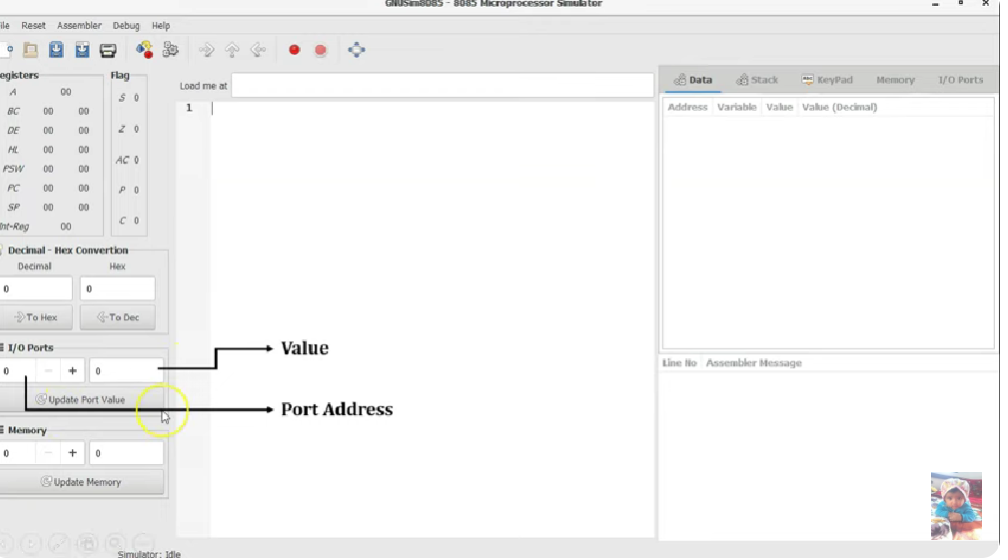 GNUSim8085 - 8085 Microprocessor Simulator
ile Reset Assembler Debug Help
egisters
Flag
A 00
BC 00 00
DE 00 00
HL 00 00
PSW 00 00
PC 00 00
SP 00 00
Int-Reg 00
S 0
Z 0
AC 0
P 0
C 0
Load me at
1
Decimal - Hex Convertion
Decimal Hex
0 0
To Hex To Dec
I/O Ports
0 - + 0
Update Port Value
Memory
0 - + 0
Update Memory
Value
Port Address
Data Stack KeyPad Memory I/O Ports
Address Variable Value Value (Decimal)
Line No Assembler Message
Simulator: Idle